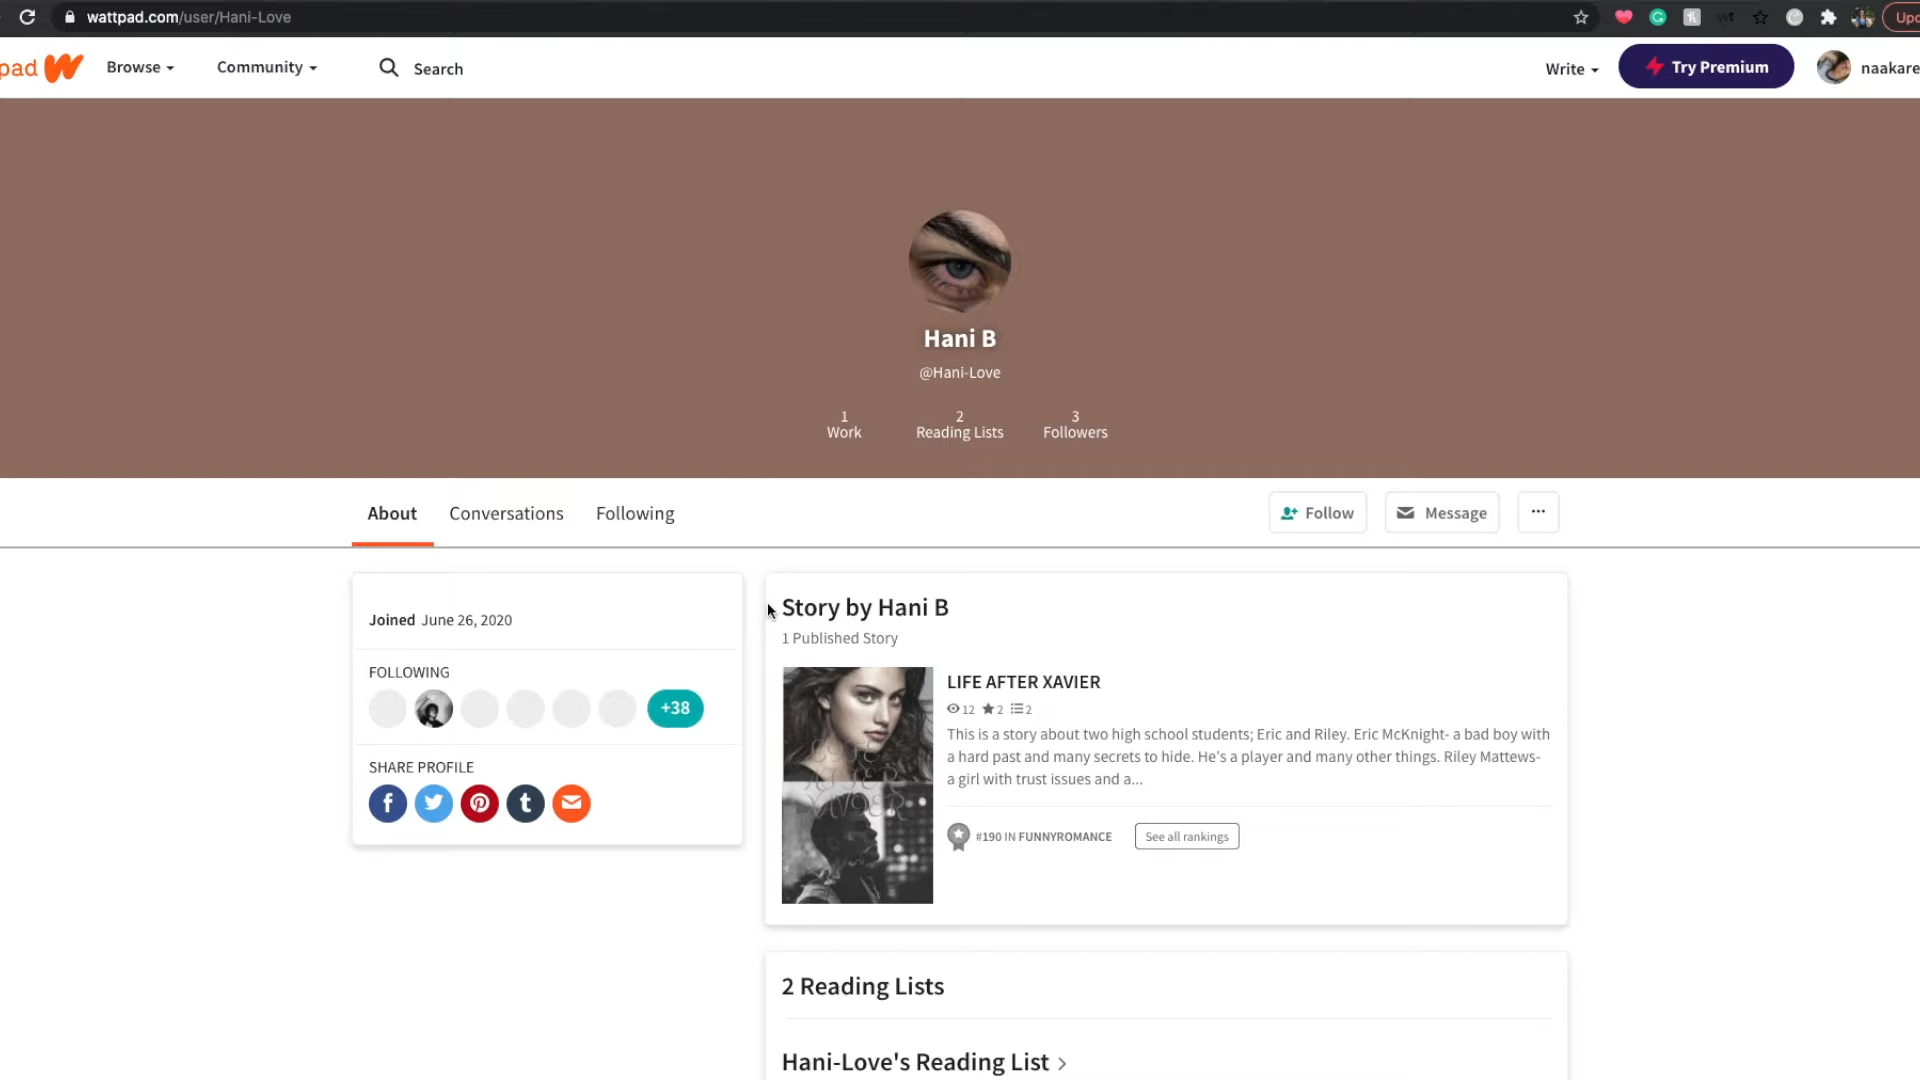 wattpad.com/user/Hani-Love
pad
Browse
Community
Search
Write
Try Premium
naakare
Hani B
@Hani-Love
1
Work
2
Reading Lists
3
Followers
About
Conversations
Following
Follow
Message
Joined June 26, 2020
FOLLOWING
+38
SHARE PROFILE
Story by Hani B
1 Published Story
LIFE AFTER XAVIER
12 2 2
This is a story about two high school students; Eric and Riley. Eric McKnight- a bad boy with
a hard past and many secrets to hide. He's a player and many other things. Riley Mattews-
a girl with trust issues and a...
#190 IN FUNNYROMANCE
See all rankings
2 Reading Lists
Hani-Love's Reading List